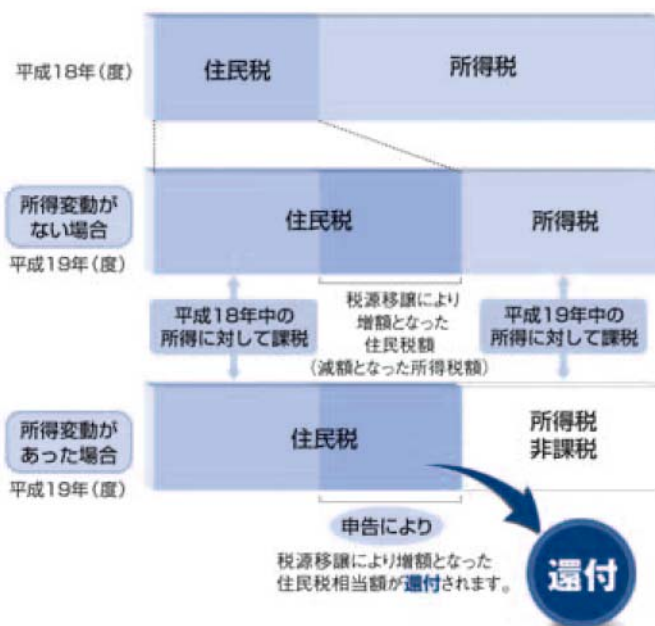 平成18年(度)
住民税
所得税
所得変動が
ない場合
平成19年(度)
住民税
所得税
平成18年中の
所得に対して課税
税源移譲により
増額となった
住民税額
(減額となった所得税額)
平成19年中の
所得に対して課税
所得変動が
あった場合
平成19年(度)
住民税
所得税
非課税
申告により
税源移譲により増額となった
住民税相当額が還付されます。
還付